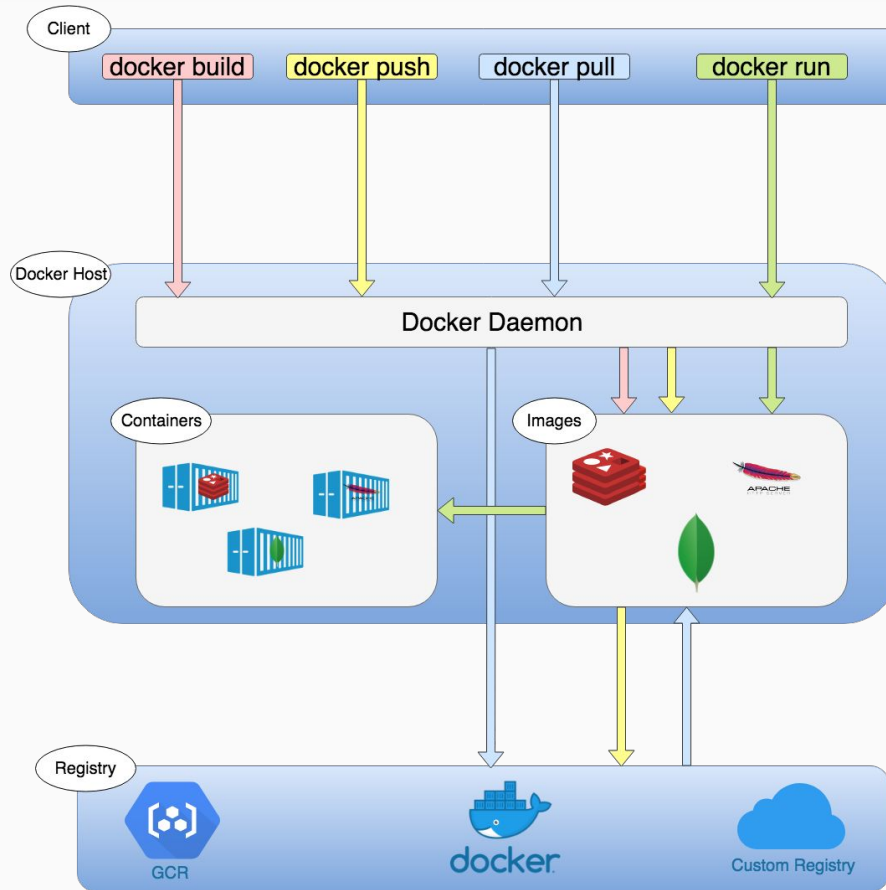 Client
docker build
docker push
docker pull
docker run
Docker Host
Docker Daemon
Containers
Images
APACHE
Registry
GCR
docker
Custom Registry